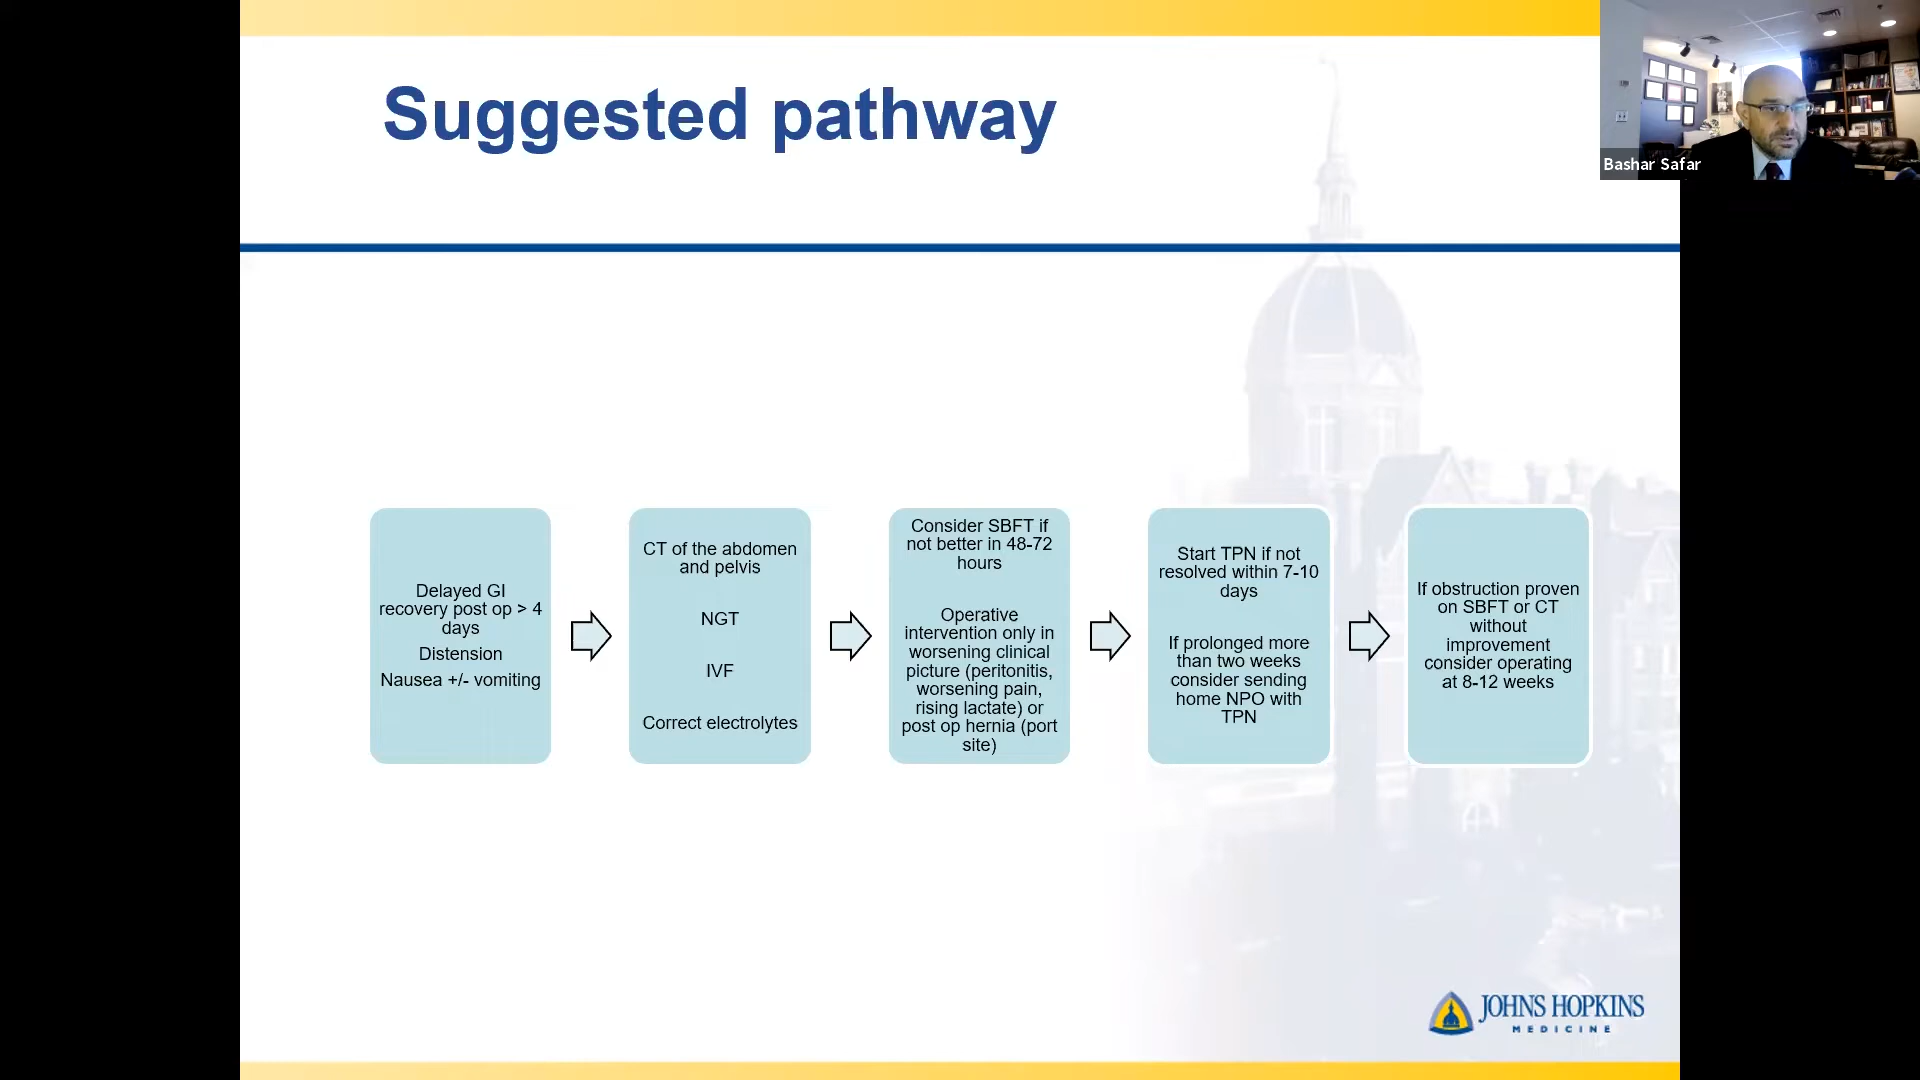 Suggested pathway
Bashar Safar
Delayed GI
recovery post op > 4
days
Distension
Nausea +/- vomiting
CT of the abdomen
and pelvis
NGT
IVF
Correct electrolytes
Consider SBFT if
not better in 48-72
hours
Operative
intervention only in
worsening clinical
picture (peritonitis,
worsening pain,
rising lactate) or
post op hernia (port
site)
Start TPN if not
resolved within 7-10
days
If prolonged more
than two weeks
consider sending
home NPO with
TPN
If obstruction proven
on SBFT or CT
without
improvement
consider operating
at 8-12 weeks
JOHNS HOPKINS
MEDICINE